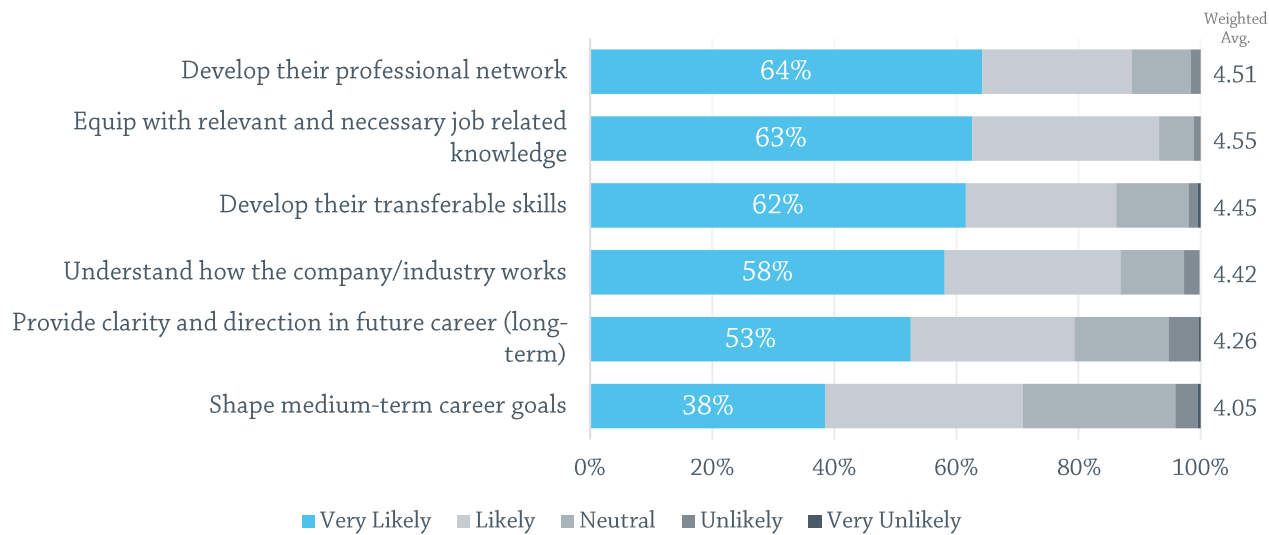 Weighted
Avg.
Develop their professional network
64%
4.51
Equip with relevant and necessary job related
knowledge
63%
4.55
Develop their transferable skills
62%
4.45
Understand how the company/industry works
58%
4.42
Provide clarity and direction in future career (long-
term)
53%
4.26
Shape medium-term career goals
38%
4.05
0% 20% 40% 60% 80% 100%
Very Likely Likely Neutral Unlikely Very Unlikely